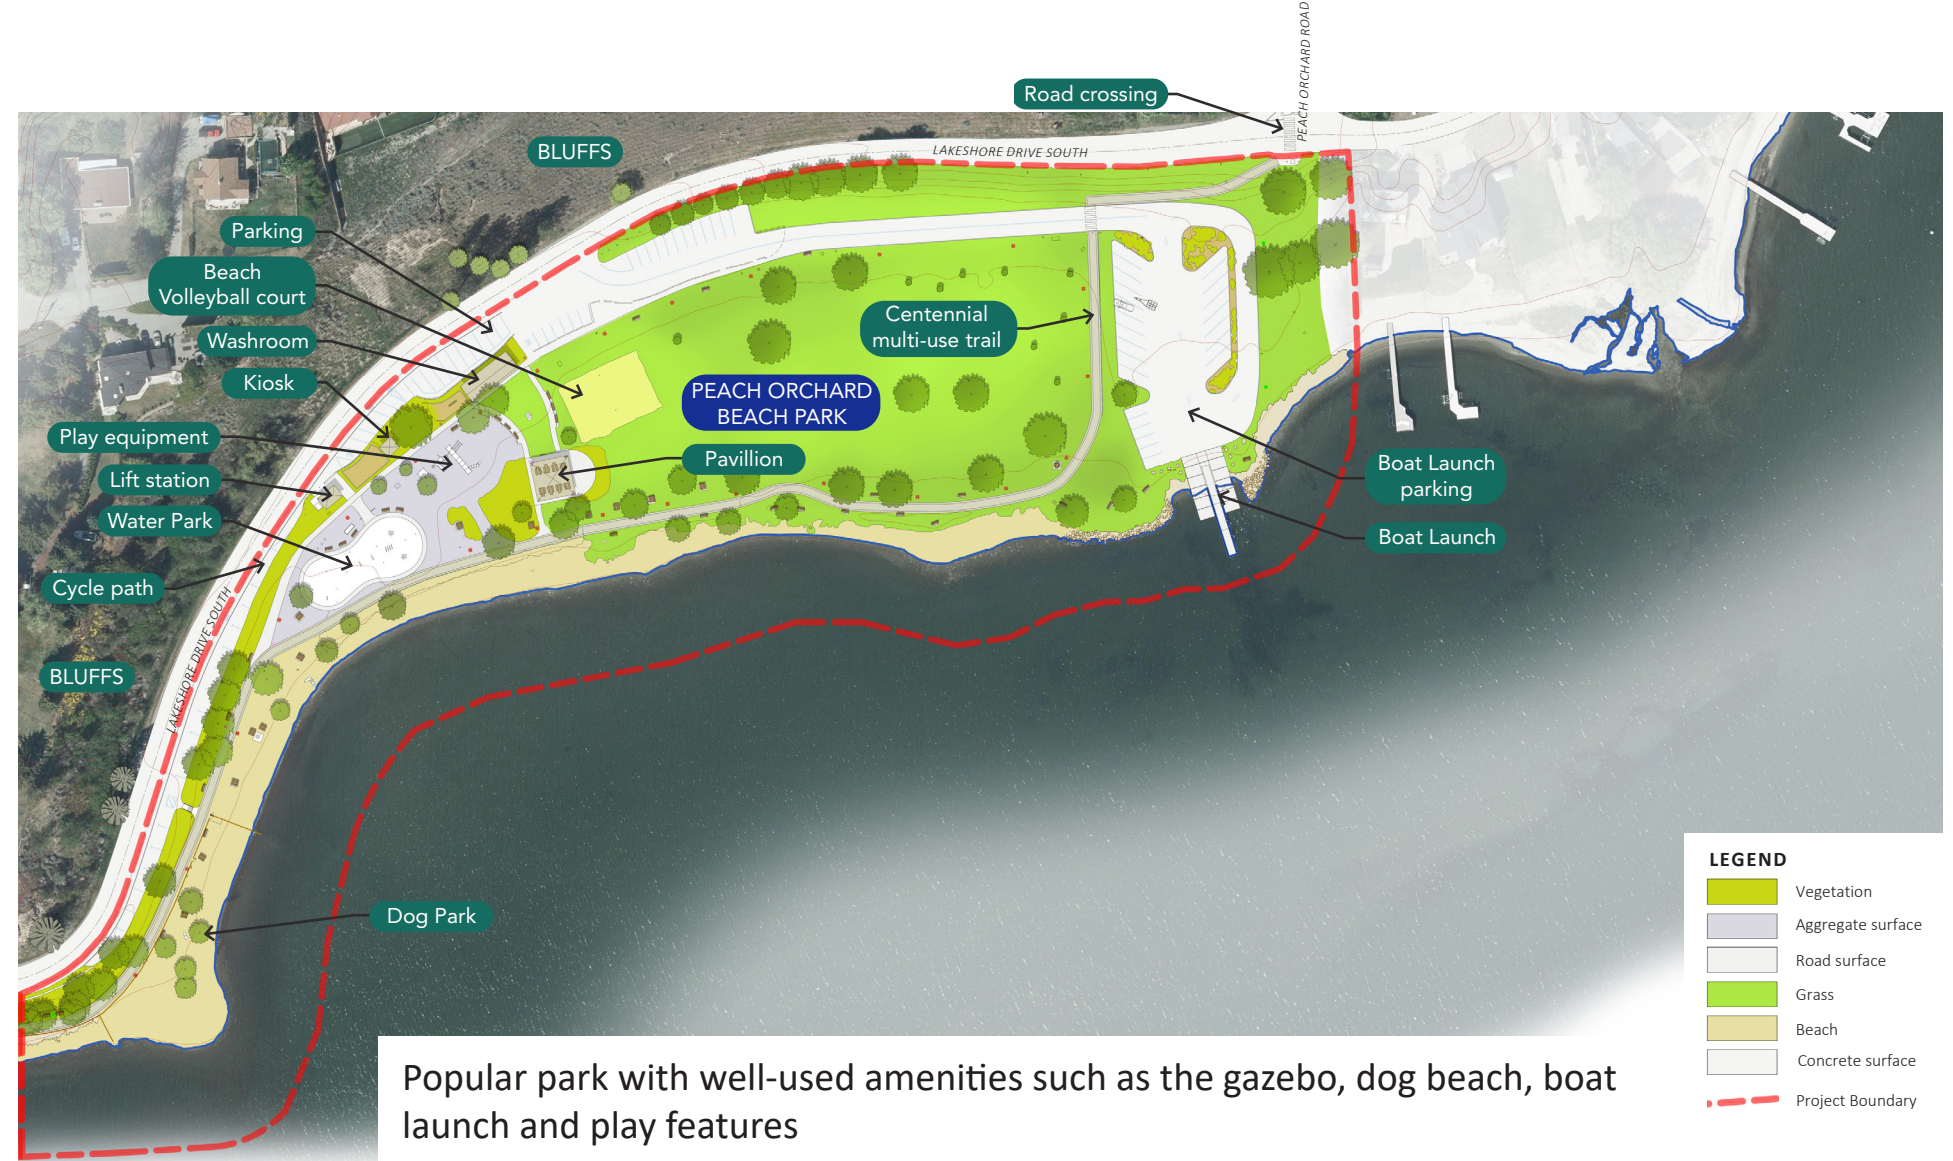 PEACH ORCHARD ROAD
Road crossing
BLUFFS
LAKESHORE DRIVE SOUTH
Parking
Beach
Volleyball court
Washroom
Kiosk
Play equipment
Lift station
Water Park
Cycle path
BLUFFS
LAKESHORE DRIVE SOUTH
Centennial
multi-use trail
PEACH ORCHARD
BEACH PARK
Pavillion
Boat Launch
parking
Boat Launch
Dog Park
LEGEND
Vegetation
Aggregate surface
Road surface
Grass
Beach
Concrete surface
Project Boundary
Popular park with well-used amenities such as the gazebo, dog beach, boat
launch and play features